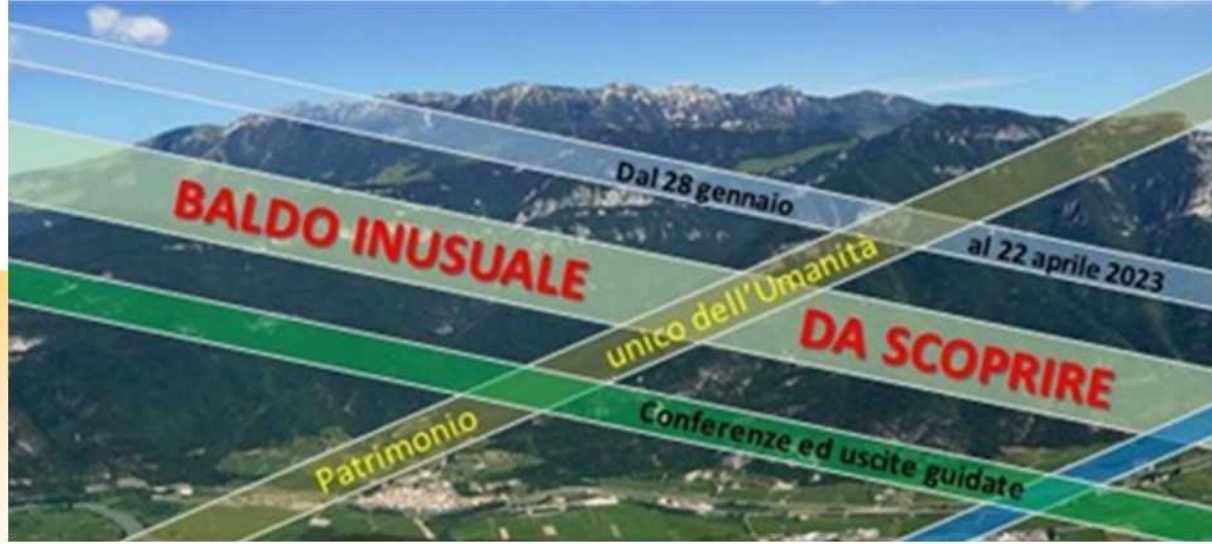 Dal 28 gennaio al 22 aprile 2023
BALDO INUSUALE DA SCOPRIRE
Patrimonio unico dell'Umanità
Conferenze ed uscite guidate